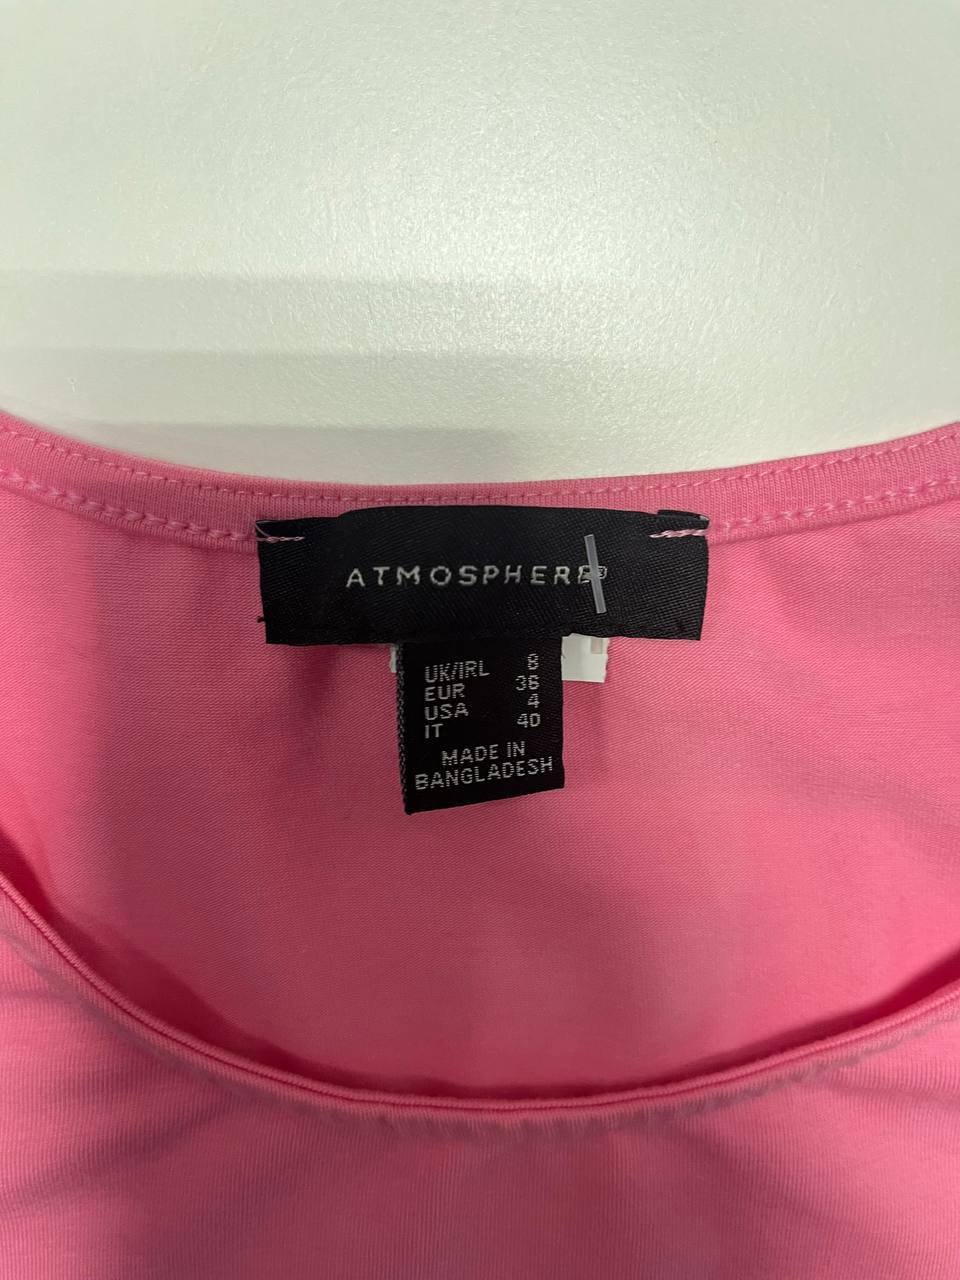 ATMOSPHERE®
UK/IRL 8
EUR 36
USA 4
IT 40
MADE IN
BANGLADESH